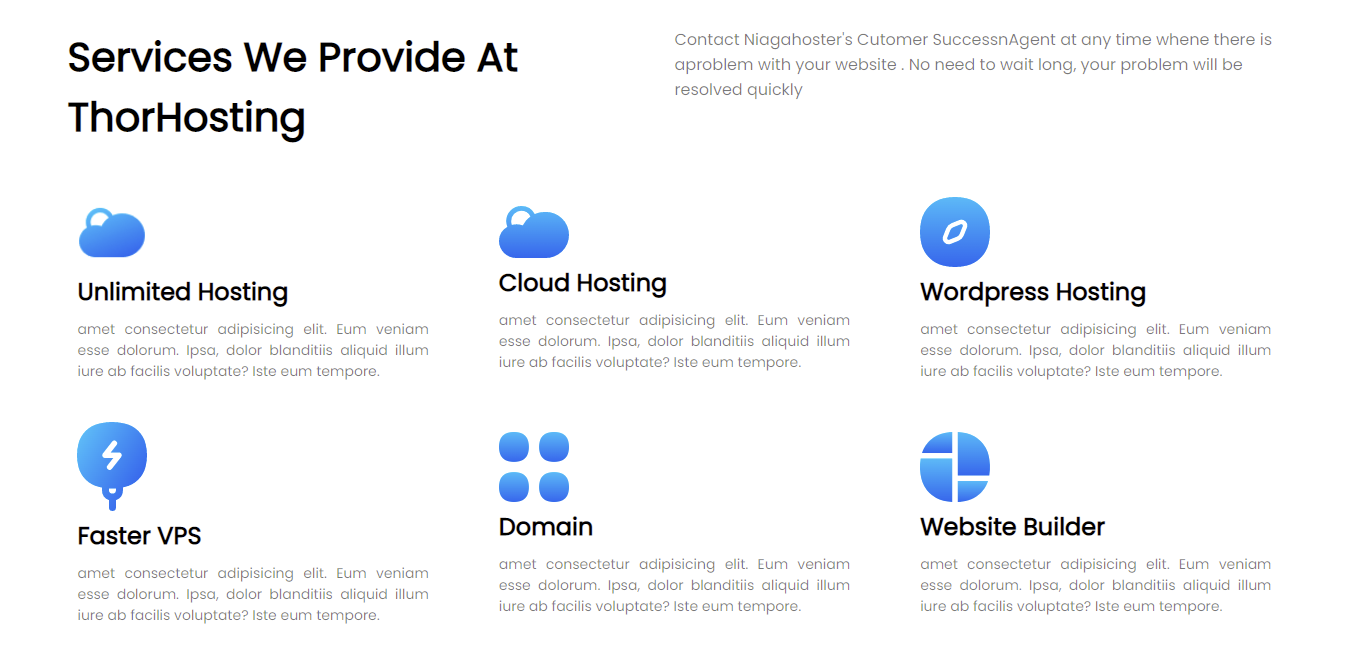 Services We Provide At
ThorHosting
Contact Niagahoster's Cutomer SuccessnAgent at any time whene there is
aproblem with your website . No need to wait long, your problem will be
resolved quickly
Unlimited Hosting
amet consectetur adipisicing elit. Eum veniam
esse dolorum. Ipsa, dolor blanditiis aliquid illum
iure ab facilis voluptate? Iste eum tempore.
Cloud Hosting
amet consectetur adipisicing elit. Eum veniam
esse dolorum. Ipsa, dolor blanditiis aliquid illum
iure ab facilis voluptate? Iste eum tempore.
Wordpress Hosting
amet consectetur adipisicing elit. Eum veniam
esse dolorum. Ipsa, dolor blanditiis aliquid illum
iure ab facilis voluptate? Iste eum tempore.
Faster VPS
amet consectetur adipisicing elit. Eum veniam
esse dolorum. Ipsa, dolor blanditiis aliquid illum
iure ab facilis voluptate? Iste eum tempore.
Domain
amet consectetur adipisicing elit. Eum veniam
esse dolorum. Ipsa, dolor blanditiis aliquid illum
iure ab facilis voluptate? Iste eum tempore.
Website Builder
amet consectetur adipisicing elit. Eum veniam
esse dolorum. Ipsa, dolor blanditiis aliquid illum
iure ab facilis voluptate? Iste eum tempore.